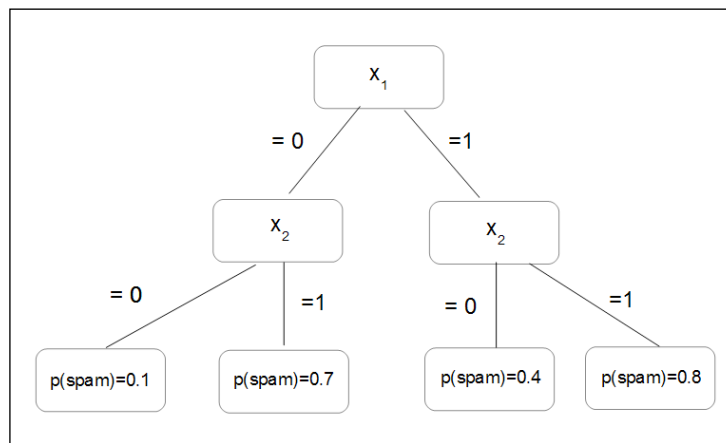 x₁
= 0
=1
x₂
x₂
= 0
=1
= 0
=1
p(spam)=0.1
p(spam)=0.7
p(spam)=0.4
p(spam)=0.8